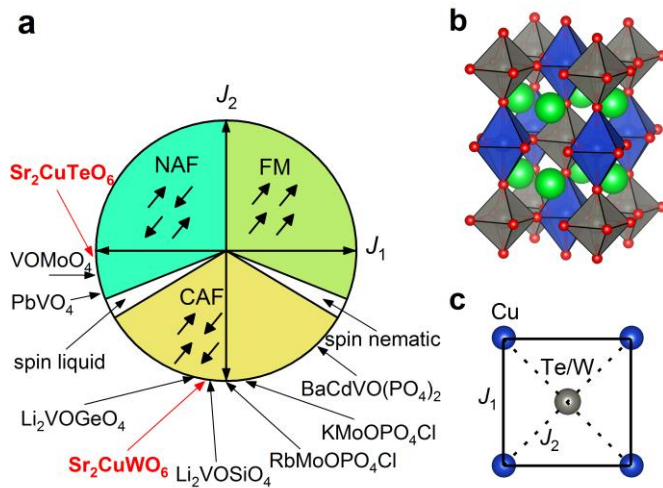 a
J₂
NAF
FM
Sr₂CuTeO₆
VOMoO₄
PbVO₄
J₁
CAF
spin liquid
spin nematic
BaCdVO(PO₄)₂
Li₂VOGeO₄
KMoOPO₄Cl
Sr₂CuWO₆
RbMoOPO₄Cl
Li₂VOSiO₄
b
c
Cu
Te/W
J₁
J₂